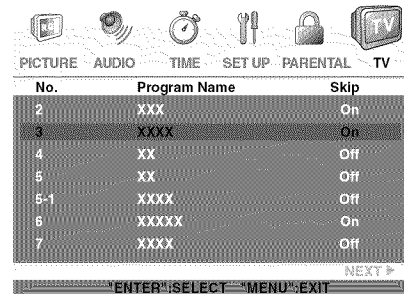 TV
PICTURE AUDIO TIME SET UP PARENTAL TV
No. Program Name Skip
2 XXX On
3 XXXX On
4 XX Off
5 XX Off
5-1 XXXX Off
6 XXXXX On
7 XXXX Off
NEXT
"ENTER";SELECT "MENU";EXIT